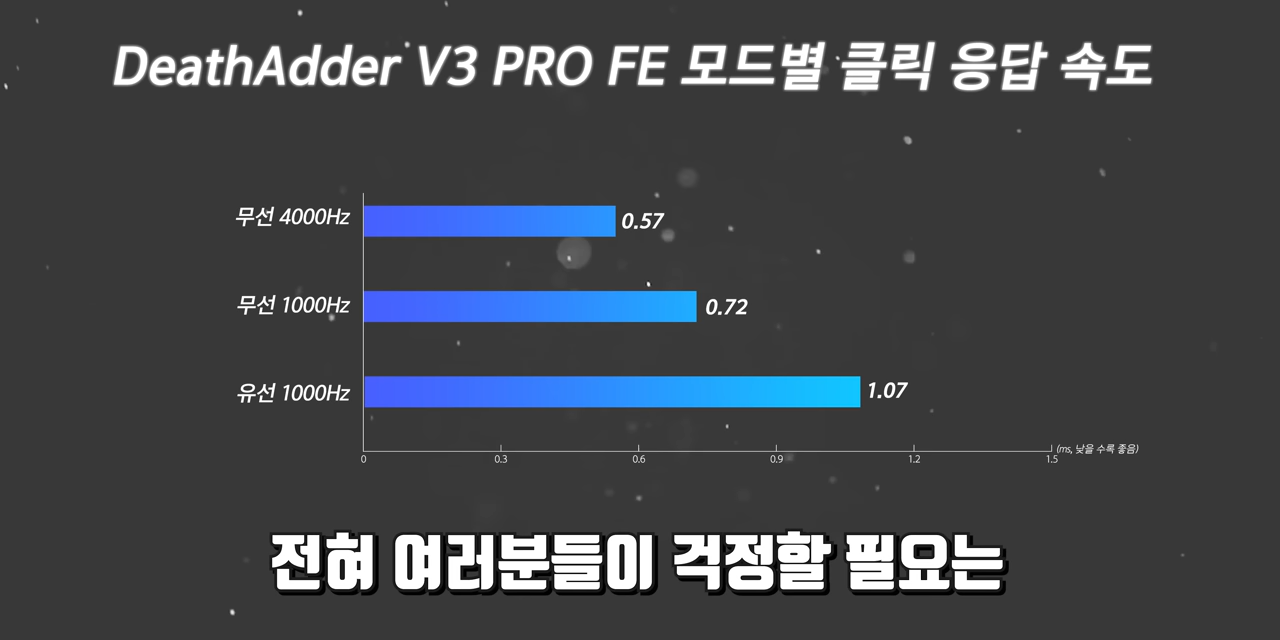 DeathAdder V3 PRO FE 모드별 클릭 응답 속도
무선 4000Hz 0.57
무선 1000Hz 0.72
유선 1000Hz 1.07
0 0.3 0.6 0.9 1.2 1.5 (ms, 낮을 수록 좋음)
전혀 여러분들이 걱정할 필요는